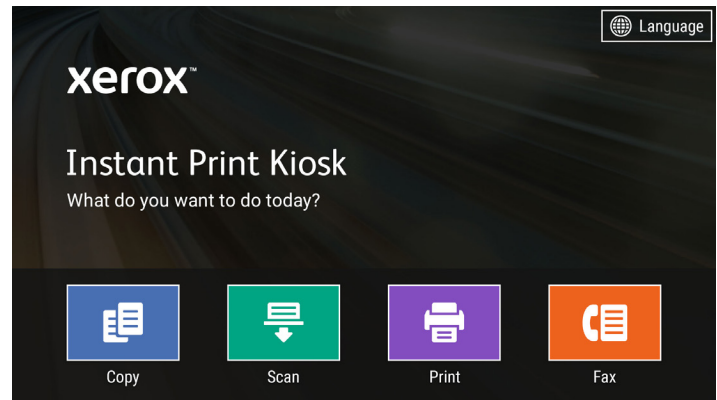 Language
xerox™
Instant Print Kiosk
What do you want to do today?
Copy
Scan
Print
Fax